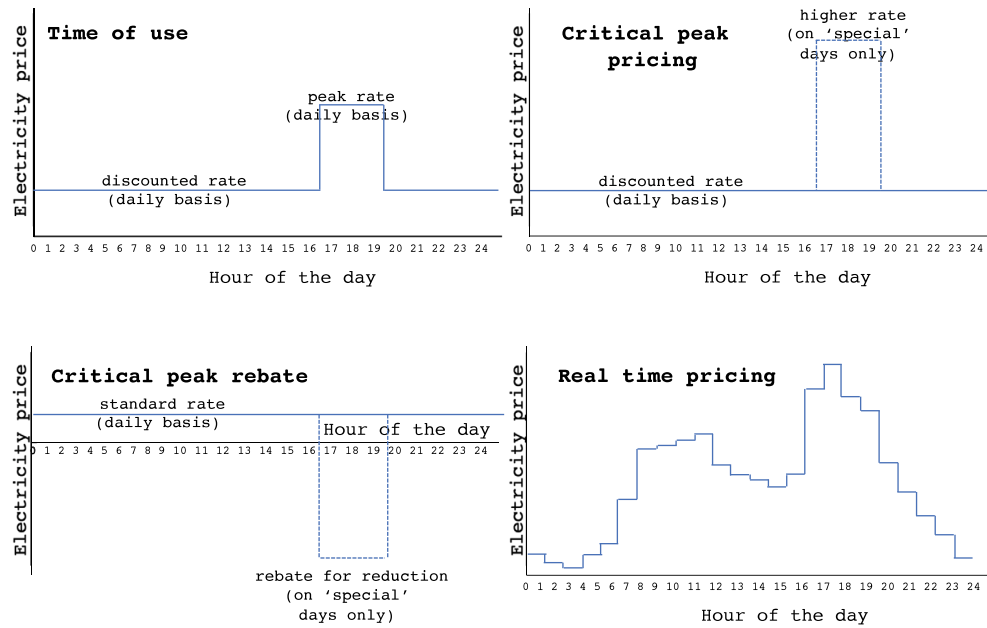 Time of use
Electricity price
peak rate
(daily basis)
discounted rate
(daily basis)
0 1 2 3 4 5 6 7 8 9 10 11 12 13 14 15 16 17 18 19 20 21 22 23 24
Hour of the day
Critical peak
pricing
Electricity price
higher rate
(on ‘special’
days only)
discounted rate
(daily basis)
0 1 2 3 4 5 6 7 8 9 10 11 12 13 14 15 16 17 18 19 20 21 22 23 24
Hour of the day
Critical peak rebate
Electricity price
standard rate
(daily basis)
Hour of the day
0 1 2 3 4 5 6 7 8 9 10 11 12 13 14 15 16 17 18 19 20 21 22 23 24
rebate for reduction
(on ‘special’
days only)
Real time pricing
Electricity price
0 1 2 3 4 5 6 7 8 9 10 11 12 13 14 15 16 17 18 19 20 21 22 23 24
Hour of the day